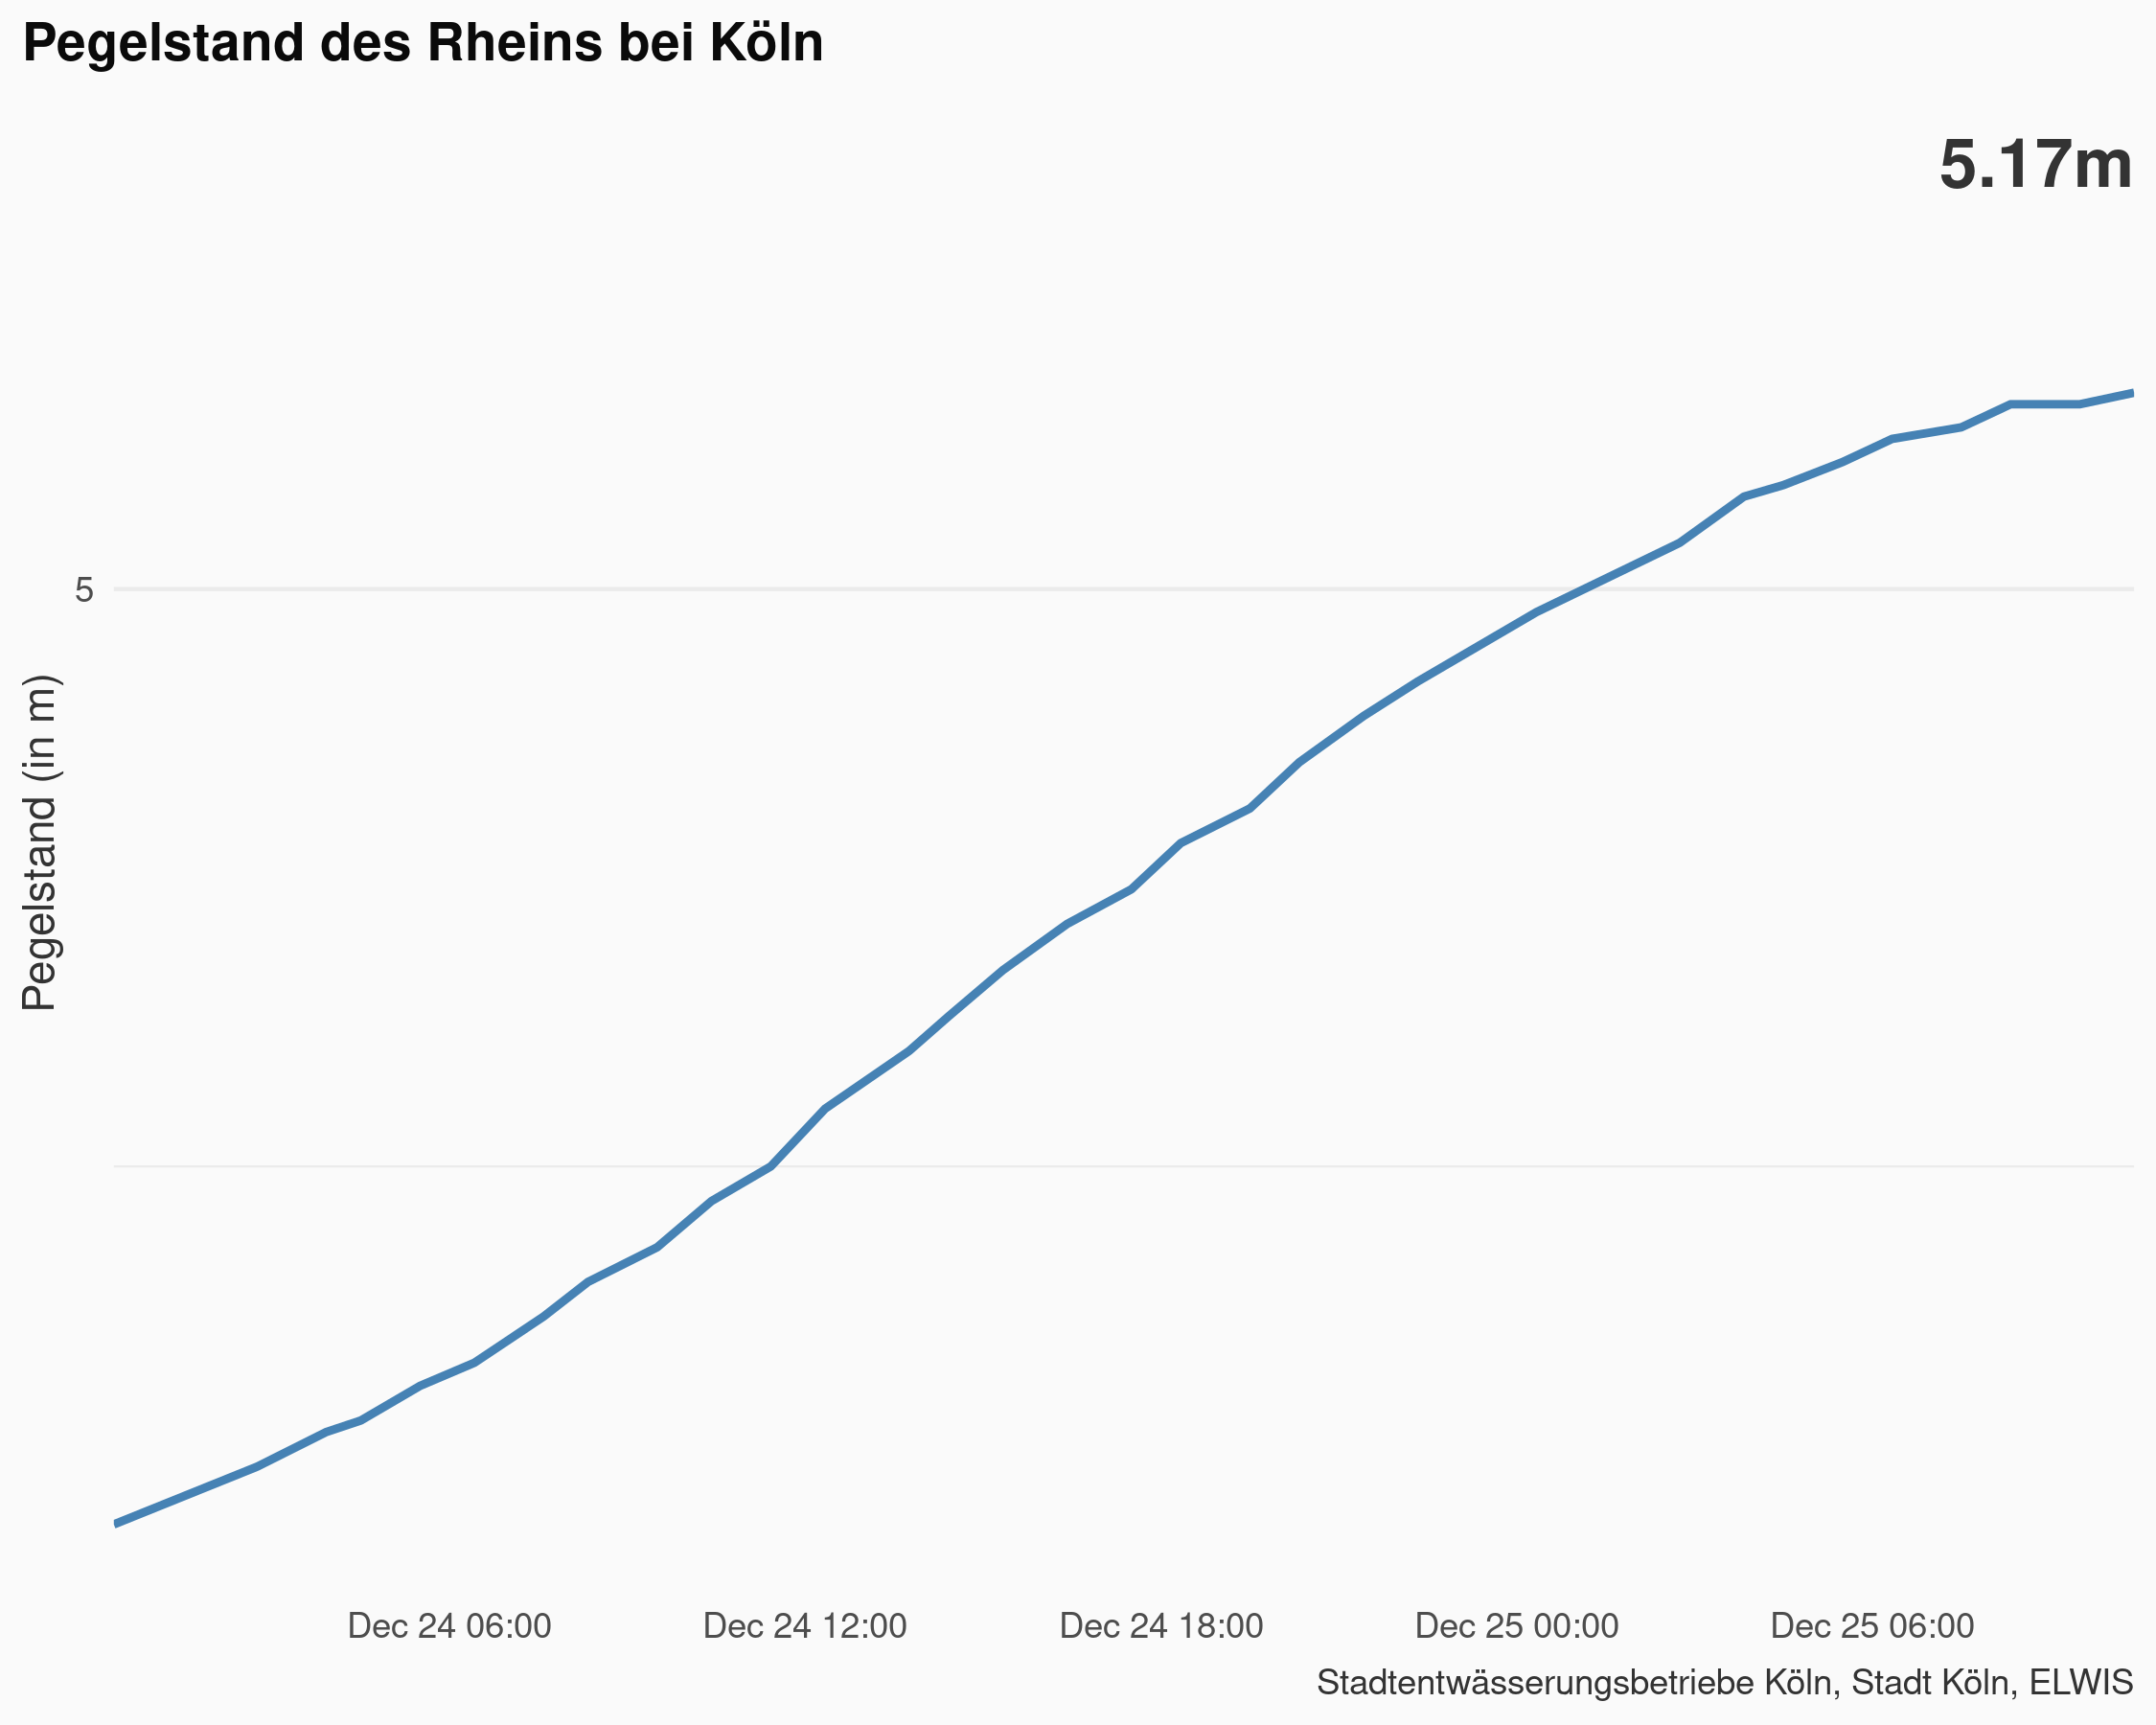 Pegelstand des Rheins bei Köln
5.17m
5
Pegelstand (in m)
Dec 24 06:00
Dec 24 12:00
Dec 24 18:00
Dec 25 00:00
Dec 25 06:00
Stadtentwässerungsbetriebe Köln, Stadt Köln, ELWIS